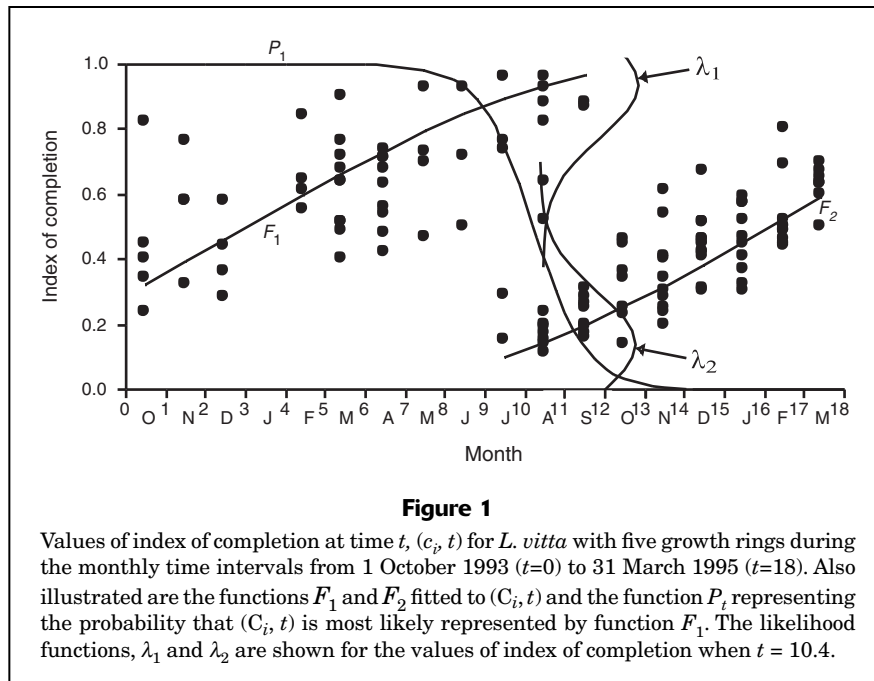 P1
1.0
λ1
0.8
0.6
Index of completion
F1
F2
0.4
0.2
λ2
0.0
0 1 2 3 4 5 6 7 8 9 10 11 12 13 14 15 16 17 18
O N D J F M A M J J A S O N D J F M
Month
Figure 1
Values of index of completion at time t, (ci, t) for L. vitta with five growth rings during
the monthly time intervals from 1 October 1993 (t=0) to 31 March 1995 (t=18). Also
illustrated are the functions F1 and F2 fitted to (Ci, t) and the function Pt representing
the probability that (Ci, t) is most likely represented by function F1. The likelihood
functions, λ1 and λ2 are shown for the values of index of completion when t = 10.4.